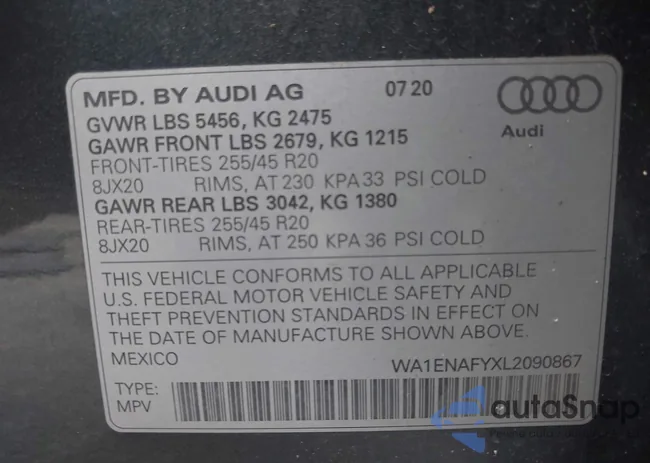 MFD. BY AUDI AG 07 20
Audi
GVWR LBS 5456, KG 2475
GAWR FRONT LBS 2679, KG 1215
FRONT-TIRES 255/45 R20
8JX20 RIMS, AT 230 KPA 33 PSI COLD
GAWR REAR LBS 3042, KG 1380
REAR-TIRES 255/45 R20
8JX20 RIMS, AT 250 KPA 36 PSI COLD
THIS VEHICLE CONFORMS TO ALL APPLICABLE
U.S. FEDERAL MOTOR VEHICLE SAFETY AND
THEFT PREVENTION STANDARDS IN EFFECT ON
THE DATE OF MANUFACTURE SHOWN ABOVE.
MEXICO WA1ENAFYXL2090867
TYPE:
MPV
autoSnap